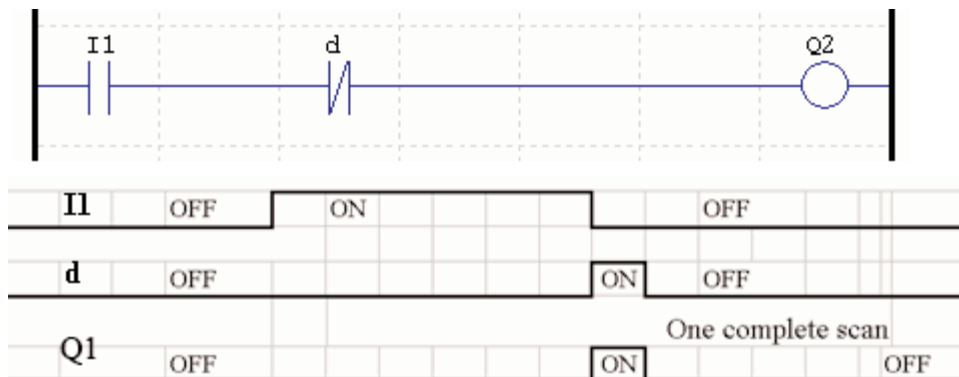 I1 d Q2
I1 OFF ON OFF
d OFF ON OFF
One complete scan
Q1 OFF ON OFF